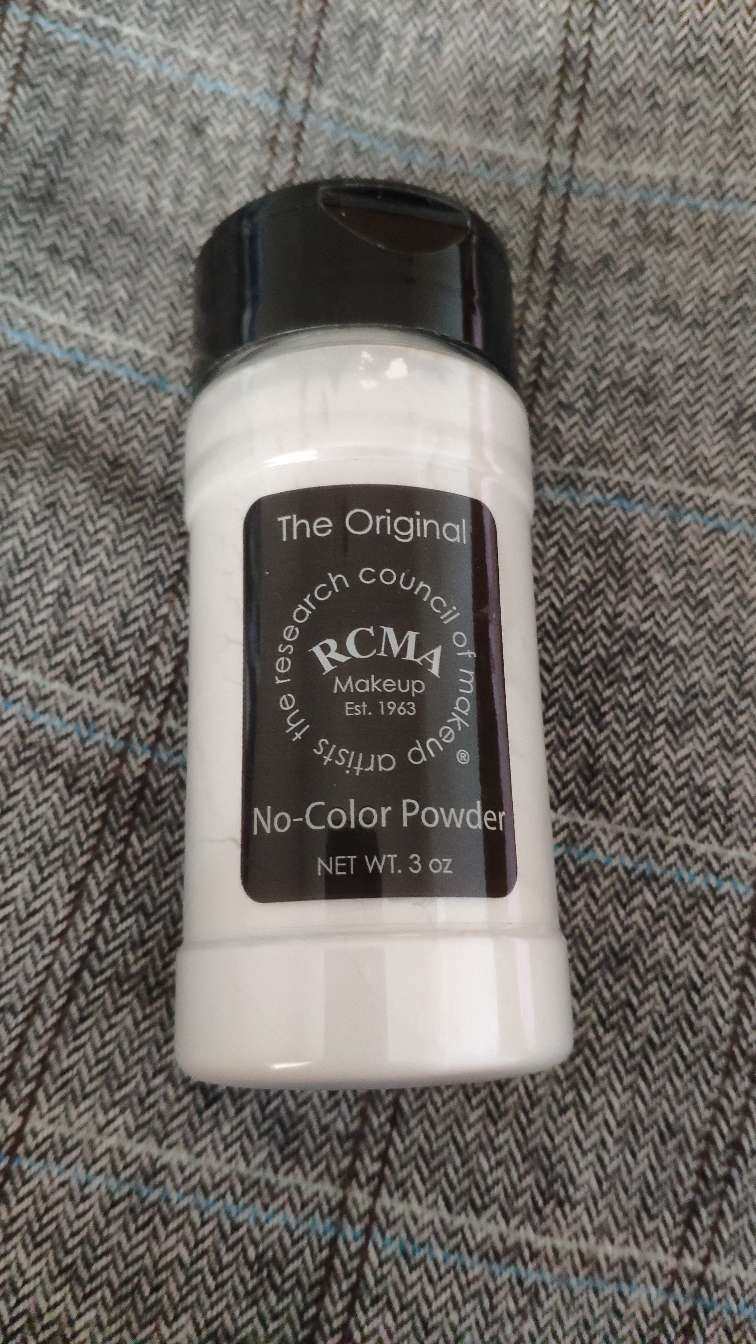 The Original
the research council of makeup artists
RCMA
Makeup
Est. 1963
®
No-Color Powder
NET WT. 3 oz